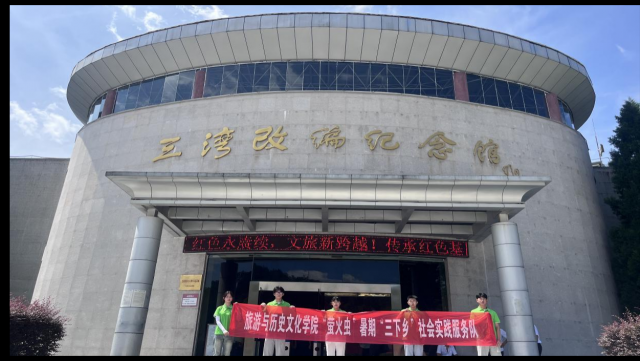 三湾改编纪念馆
红色永赓续，文旅新跨越！传承红色基
旅游与历史文化学院“萤火虫”暑期“三下乡”社会实践服务队